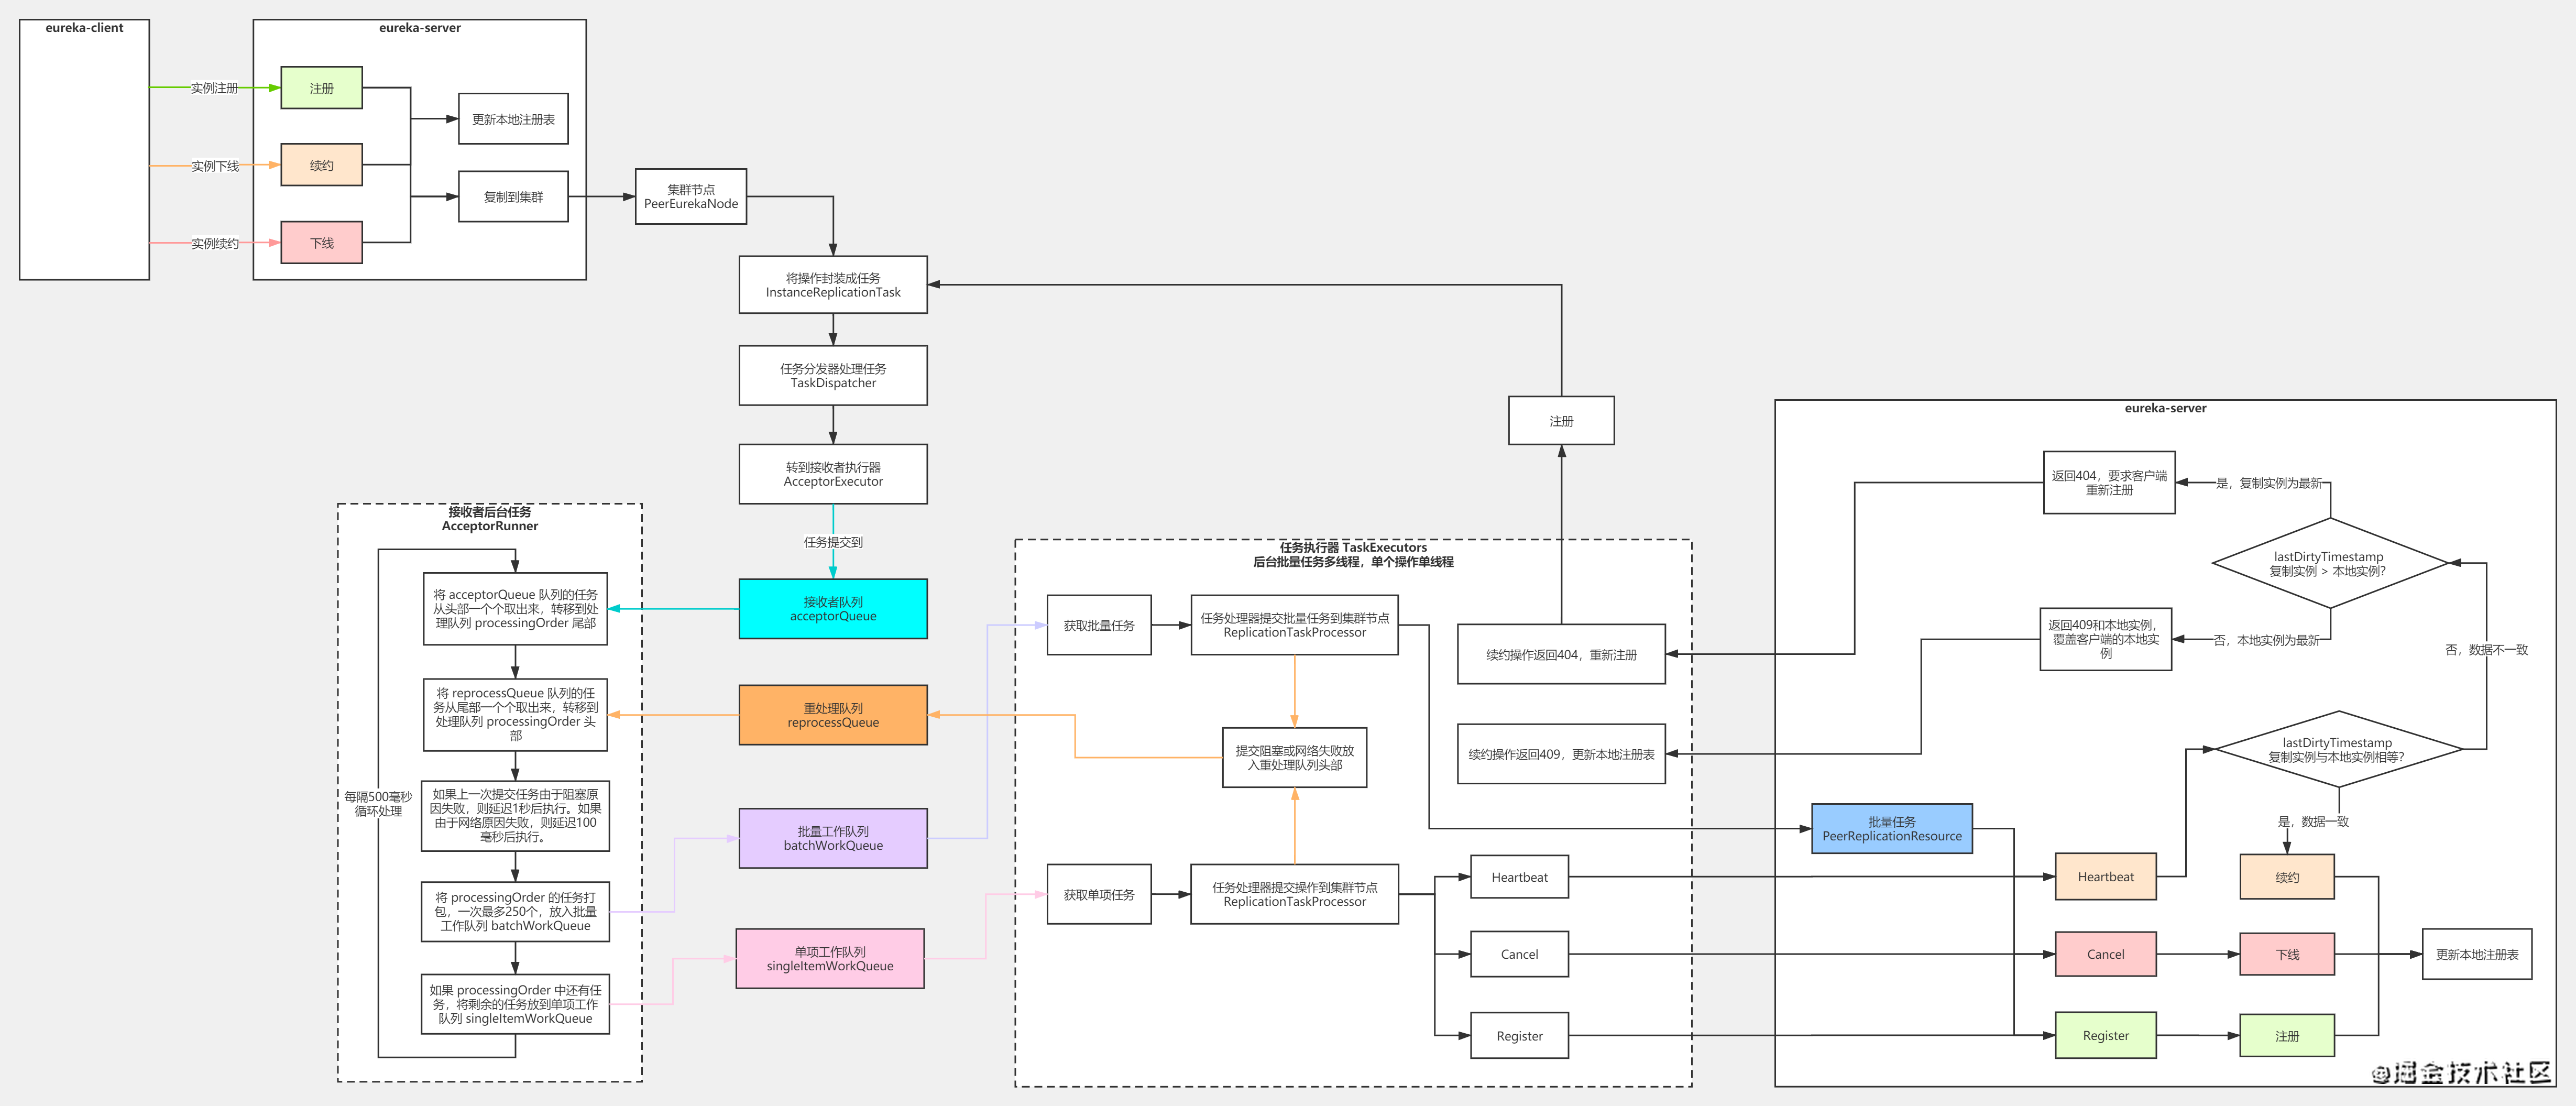 eureka-client
eureka-server
实例注册
实例下线
实例续约
注册
续约
下线
更新本地注册表
复制到集群
集群节点
PeerEurekaNode
将操作封装成任务
InstanceReplicationTask
任务分发器处理任务
TaskDispatcher
转到接收者执行器
AcceptorExecutor
任务提交到
接收者队列
acceptorQueue
重处理队列
reprocessQueue
批量工作队列
batchWorkQueue
单项工作队列
singleItemWorkQueue
接收者后台任务
AcceptorRunner
将 acceptorQueue 队列的任务
从头部一个个取出来，转移到处
理队列 processingOrder 尾部
将 reprocessQueue 队列的任
务从尾部一个个取出来，转移到
处理队列 processingOrder 头
部
每隔500毫秒
循环处理
如果上一次提交任务由于阻塞原
因失败，则延迟1秒后执行。如果
由于网络原因失败，则延迟100
毫秒后执行。
将 processingOrder 的任务打
包，一次最多250个，放入批量
工作队列 batchWorkQueue
如果 processingOrder 中还有任
务，将剩余的任务放到单项工作
队列 singleItemWorkQueue
任务执行器 TaskExecutors
后台批量任务多线程，单个操作单线程
获取批量任务
任务处理器提交批量任务到集群节点
ReplicationTaskProcessor
提交阻塞或网络失败放
入重处理队列头部
获取单项任务
任务处理器提交操作到集群节点
ReplicationTaskProcessor
注册
续约操作返回404，重新注册
续约操作返回409，更新本地注册表
Heartbeat
Cancel
Register
eureka-server
返回404，要求客户端
重新注册
是，复制实例为最新
lastDirtyTimestamp
复制实例 > 本地实例?
返回409和本地实例，
覆盖客户端的本地实
例
否，本地实例为最新
否，数据不一致
lastDirtyTimestamp
复制实例与本地实例相等?
是，数据一致
批量任务
PeerReplicationResource
Heartbeat
续约
Cancel
下线
更新本地注册表
Register
注册
@掘金技术社区